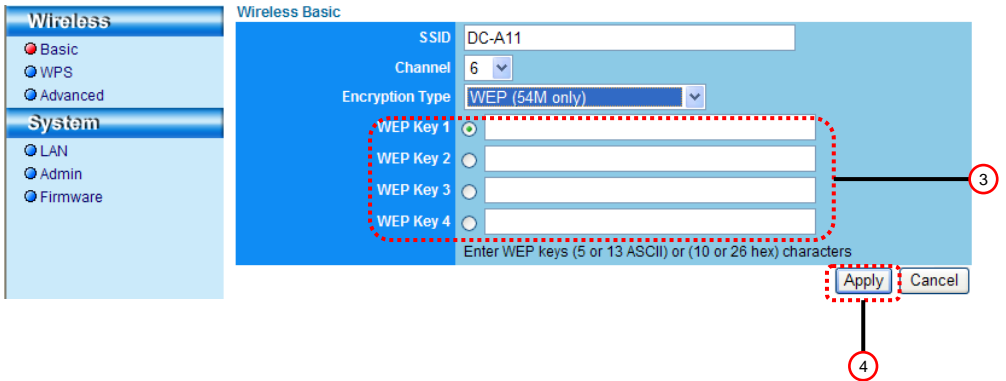 Wireless
Basic
WPS
Advanced
System
LAN
Admin
Firmware
Wireless Basic
SSID DC-A11
Channel 6
Encryption Type WEP (54M only)
WEP Key 1
WEP Key 2
WEP Key 3
WEP Key 4
Enter WEP keys (5 or 13 ASCII) or (10 or 26 hex) characters
Apply Cancel
3
4